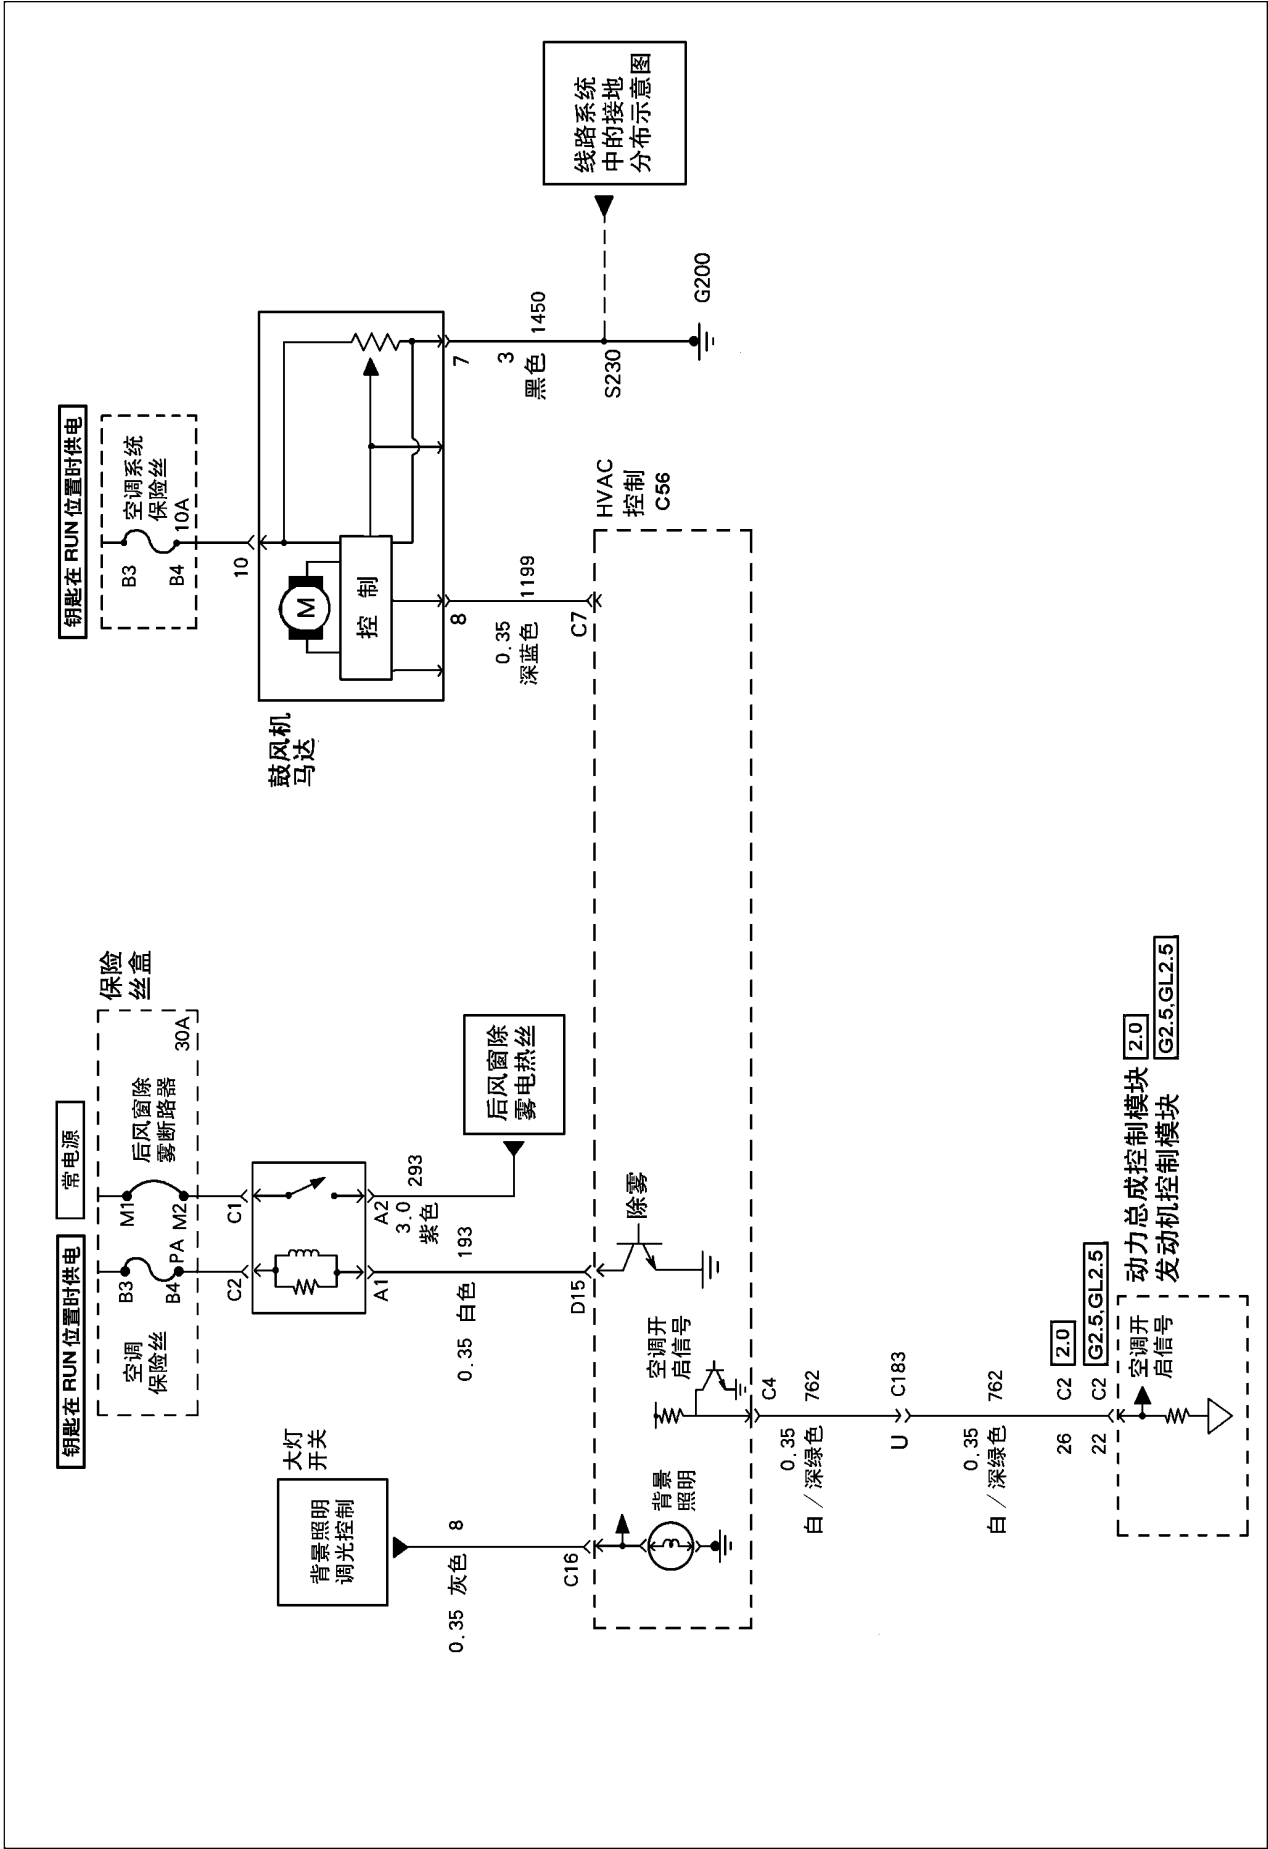 钥匙在 RUN 位置时供电
常电源
钥匙在 RUN 位置时供电
保险
丝盒
空调
保险丝
B3
B4
PA
M1
M2
后风窗除
雾断路器
30A
B3
B4
空调系统
保险丝
10A
大灯
开关
背景照明
调光控制
C2
C1
A1
A2
10
鼓风机
马达
M
控 制
8
7
0.35 灰色 8
0.35 白色 193
3.0
紫色
293
后风窗除
雾电热丝
0.35
深蓝色
1199
3
黑色
1450
S230
G200
线路系统
中的接地
分布示意图
C16
D15
C7
HVAC
控制
C56
背景
照明
空调开
启信号
除雾
C4
0.35
白／深绿色
762
U
C183
0.35
白／深绿色
762
26 C2 2.0
22 C2 G2.5,GL2.5
空调开
启信号
动力总成控制模块 2.0
发动机控制模块 G2.5,GL2.5